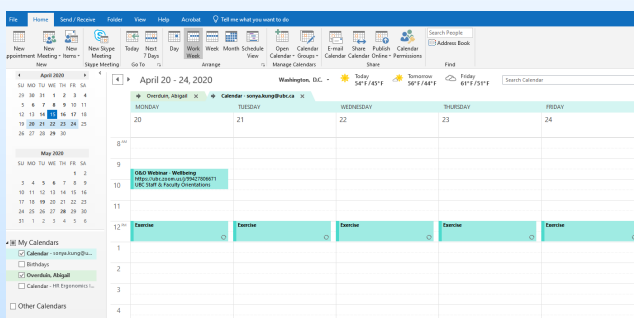 File Home Send / Receive Folder View Help Acrobat Tell me what you want to do
New Appointment New Meeting New Items New Skype Meeting Today Next 7 Days Day Work Week Week Month Schedule View Open Calendar Calendar Groups E-mail Calendar Share Calendar Publish Online Calendar Permissions Search People
Address Book
New Skype Meeting Go To Arrange Manage Calendars Share Find
April 2020
SU MO TU WE TH FR SA
29 30 31 1 2 3 4
5 6 7 8 9 10 11
12 13 14 15 16 17 18
19 20 21 22 23 24 25
26 27 28 29 30
May 2020
SU MO TU WE TH FR SA
1 2
3 4 5 6 7 8 9
10 11 12 13 14 15 16
17 18 19 20 21 22 23
24 25 26 27 28 29 30
31 1 2 3 4 5 6
My Calendars
Calendar - sonya.kung@u...
Birthdays
Overduin, Abigail
Calendar - HR Ergonomics I...
Other Calendars
April 20 - 24, 2020 Washington, D.C. Today 54°F/45°F Tomorrow 56°F/44°F Friday 61°F/51°F Search Calendar
Overduin, Abigail Calendar - sonya.kung@ubc.ca
MONDAY TUESDAY WEDNESDAY THURSDAY FRIDAY
20 21 22 23 24
8 AM
9
O&O Webinar - Wellbeing
https://ubc.zoom.us/j/99427806671
UBC Staff & Faculty Orientations
10
11
12 PM Exercise Exercise Exercise Exercise Exercise
1
2
3
4